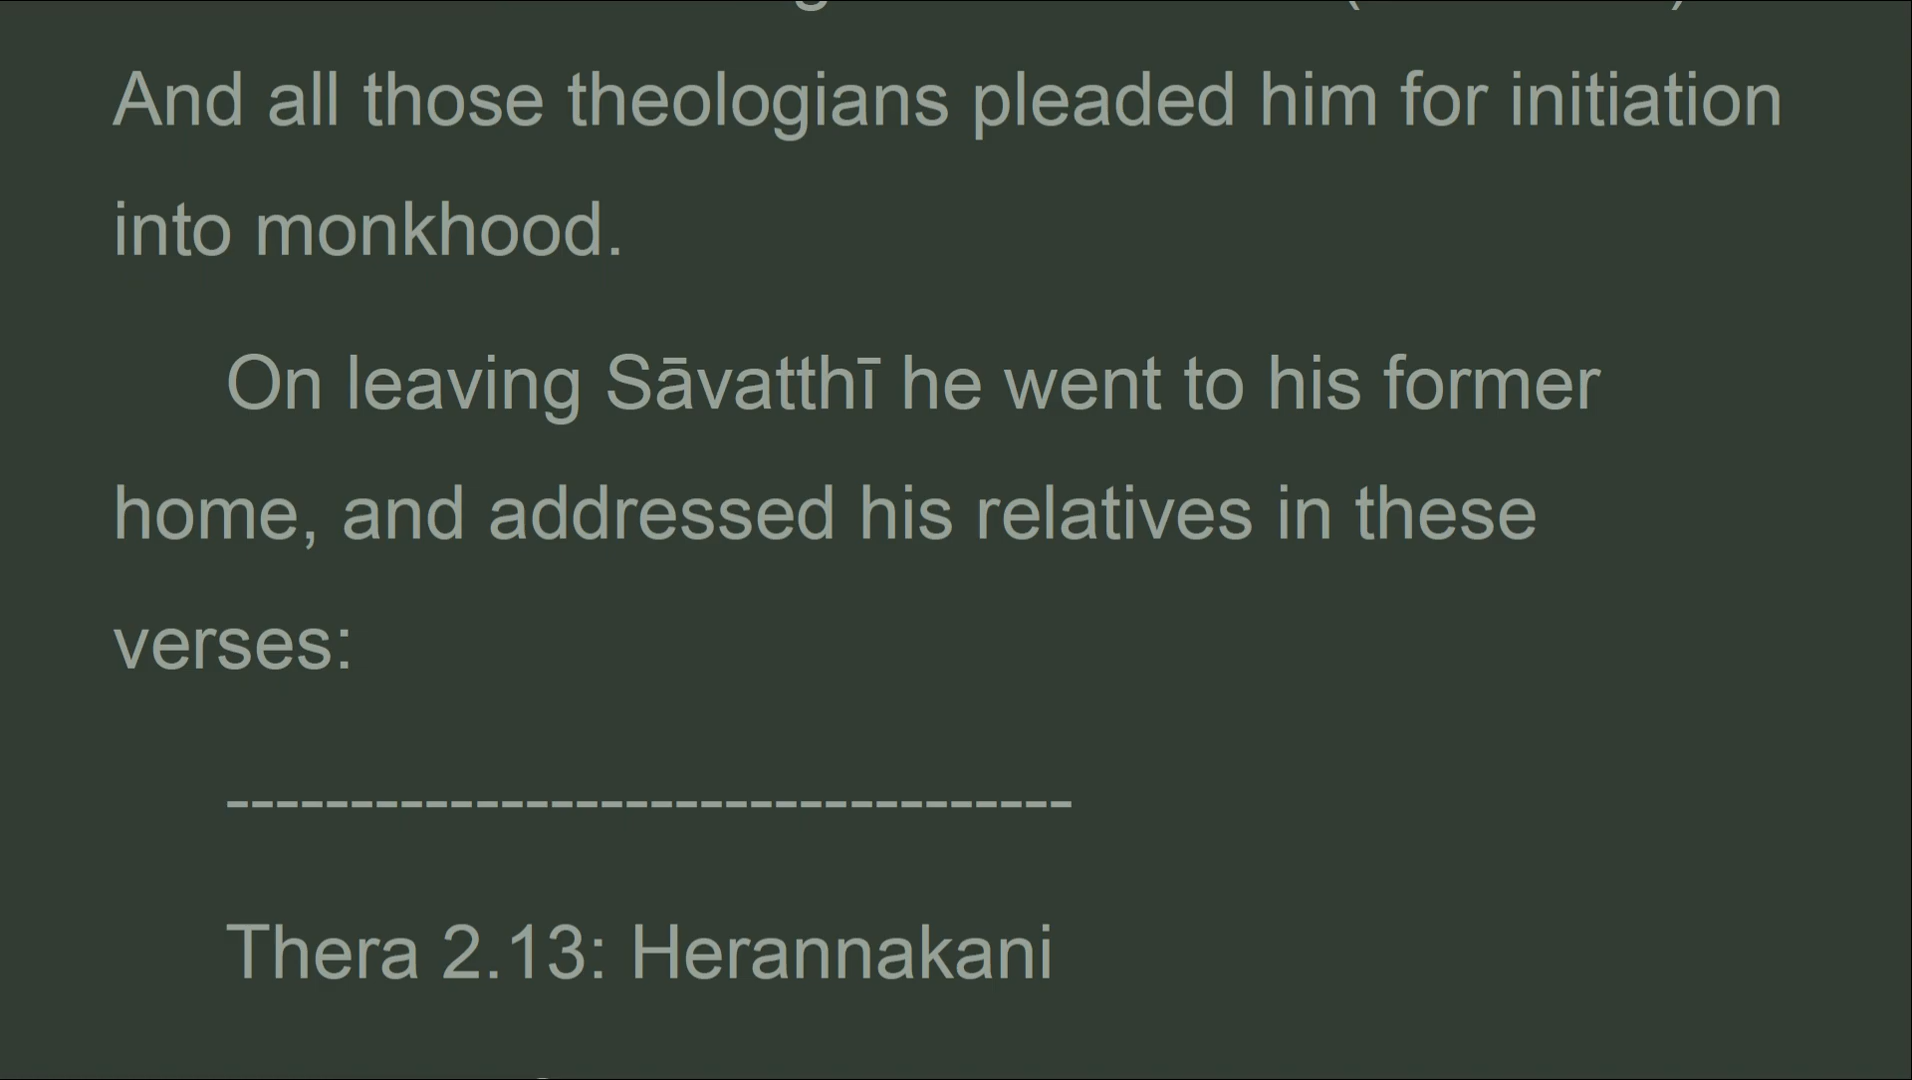 And all those theologians pleaded him for initiation
into monkhood.
On leaving Sāvatthī he went to his former
home, and addressed his relatives in these
verses:
----------------------------------
Thera 2.13: Herannakani